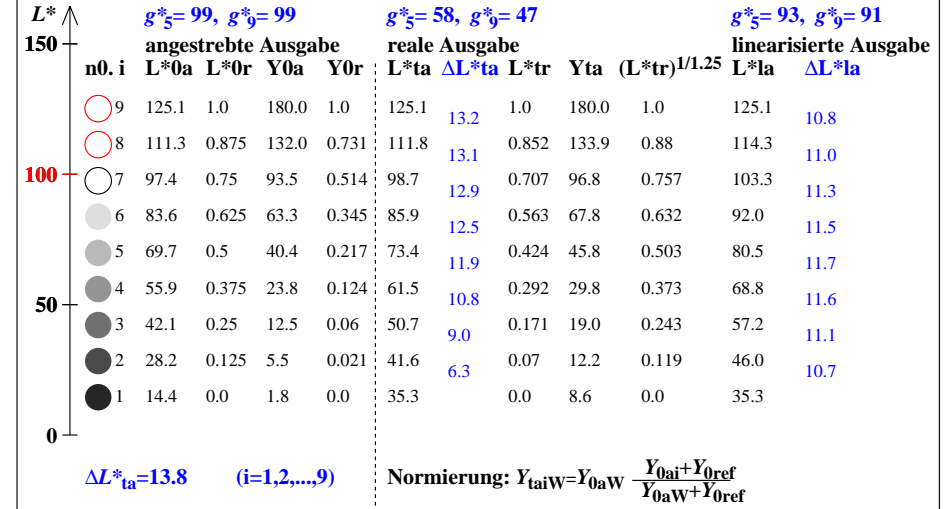 L* g*5= 99, g*9= 99 g*5= 58, g*9= 47 g*5= 93, g*9= 91
150 angestrebte Ausgabe reale Ausgabe linearisierte Ausgabe
n0. i L*0a L*0r Y0a Y0r L*ta ΔL*ta L*tr Yta (L*tr)1/1.25 L*la ΔL*la
9 125.1 1.0 180.0 1.0 125.1 1.0 180.0 1.0 125.1
13.2 10.8
8 111.3 0.875 132.0 0.731 111.8 0.852 133.9 0.88 114.3
13.1 11.0
100 7 97.4 0.75 93.5 0.514 98.7 0.707 96.8 0.757 103.3
12.9 11.3
6 83.6 0.625 63.3 0.345 85.9 0.563 67.8 0.632 92.0
12.5 11.5
5 69.7 0.5 40.4 0.217 73.4 0.424 45.8 0.503 80.5
11.9 11.7
4 55.9 0.375 23.8 0.124 61.5 0.292 29.8 0.373 68.8
50 10.8 11.6
3 42.1 0.25 12.5 0.06 50.7 0.171 19.0 0.243 57.2
9.0 11.1
2 28.2 0.125 5.5 0.021 41.6 0.07 12.2 0.119 46.0
6.3 10.7
1 14.4 0.0 1.8 0.0 35.3 0.0 8.6 0.0 35.3
0
ΔL*ta=13.8 (i=1,2,...,9) Normierung: YtaiW=Y0aW Y0ai+Y0ref
Y0aW+Y0ref